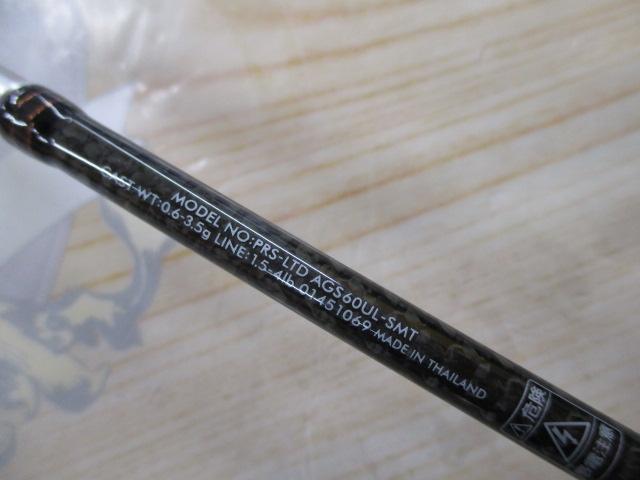 MODEL NO:PRS-LTD AGS60UL-SMT
CAST WT:0.6-3.5g LINE:1.5-4lb 01451069 MADE IN THAILAND
危険